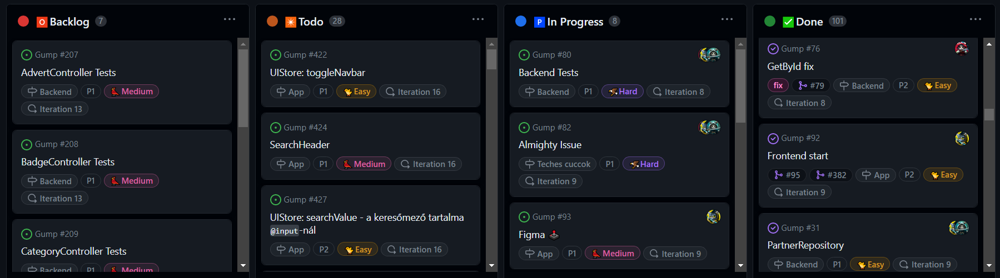 Backlog 7
Gump #207
AdvertController Tests
Backend P1 Medium
Iteration 13
Gump #208
BadgeController Tests
Backend P1 Medium
Iteration 13
Gump #209
CategoryController Tests
Backend P1 Medium
Todo 28
Gump #422
UIStore: toggleNavbar
App P1 Easy Iteration 16
Gump #424
SearchHeader
App P1 Medium Iteration 16
Gump #427
UIStore: searchValue - a keresőmező tartalma
@input-nál
App P2 Easy Iteration 16
P In Progress 8
Gump #80
Backend Tests
Backend P1 Hard Iteration 8
Gump #82
Almighty Issue
Teches cuccok P1 Hard
Iteration 9
Gump #93
Figma
App P1 Medium Iteration 9
Done 101
Gump #76
GetById fix
fix #79 Backend P2 Easy
Iteration 8
Gump #92
Frontend start
#95 #382 App P2 Easy
Iteration 9
Gump #31
PartnerRepository
Backend P1 Easy Iteration 9